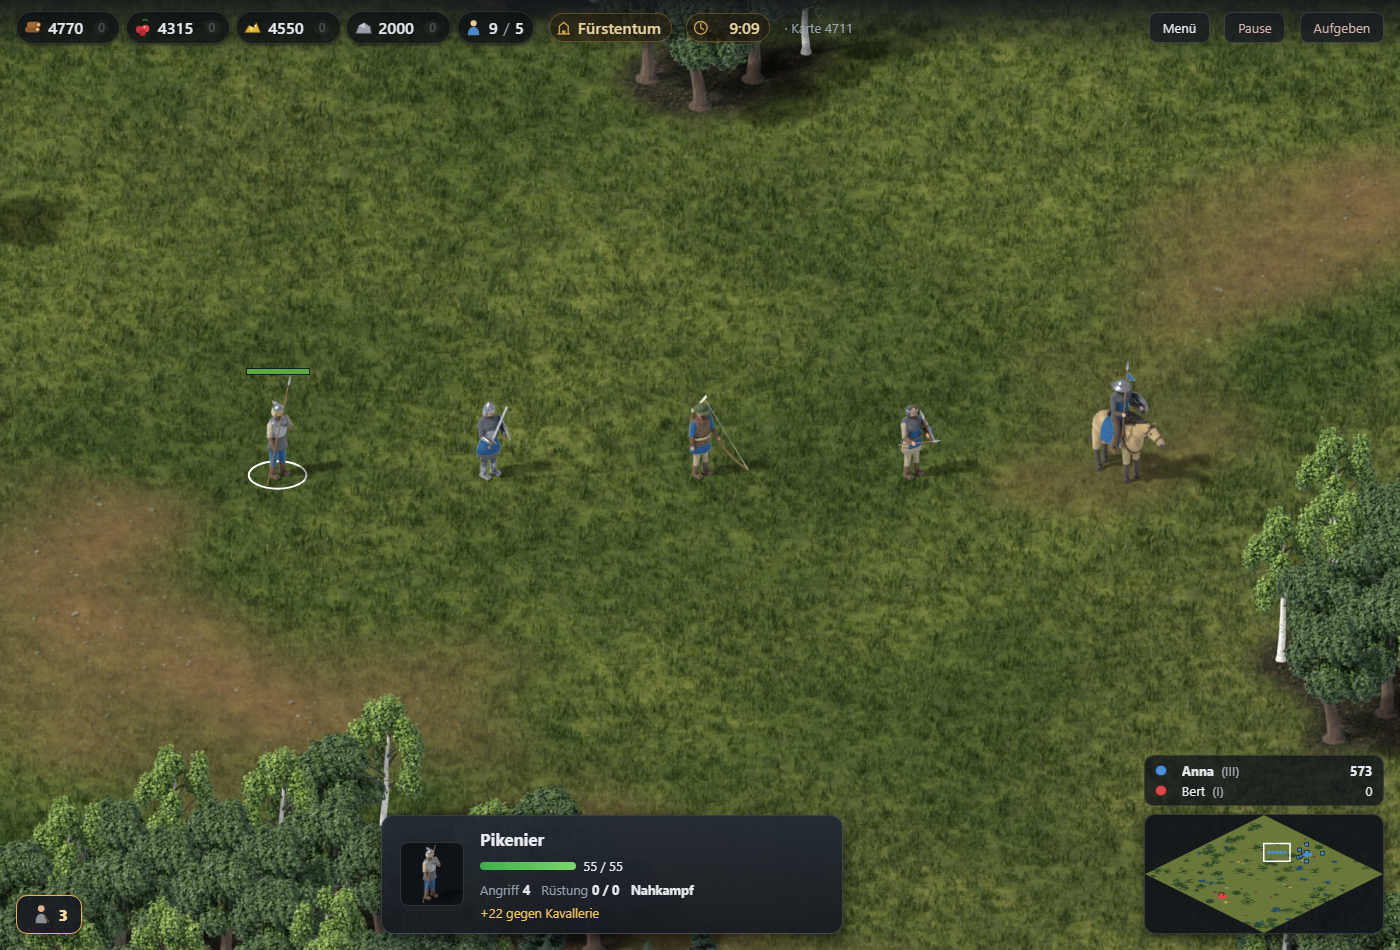 4770 0 4315 0 4550 0 2000 0 9 / 5 Fürstentum 9:09 · Karte 4711 Menü Pause Aufgeben
Anna (III) 573
Bert (I) 0
Pikenier
55 / 55
Angriff 4 Rüstung 0 / 0 Nahkampf
+22 gegen Kavallerie
3